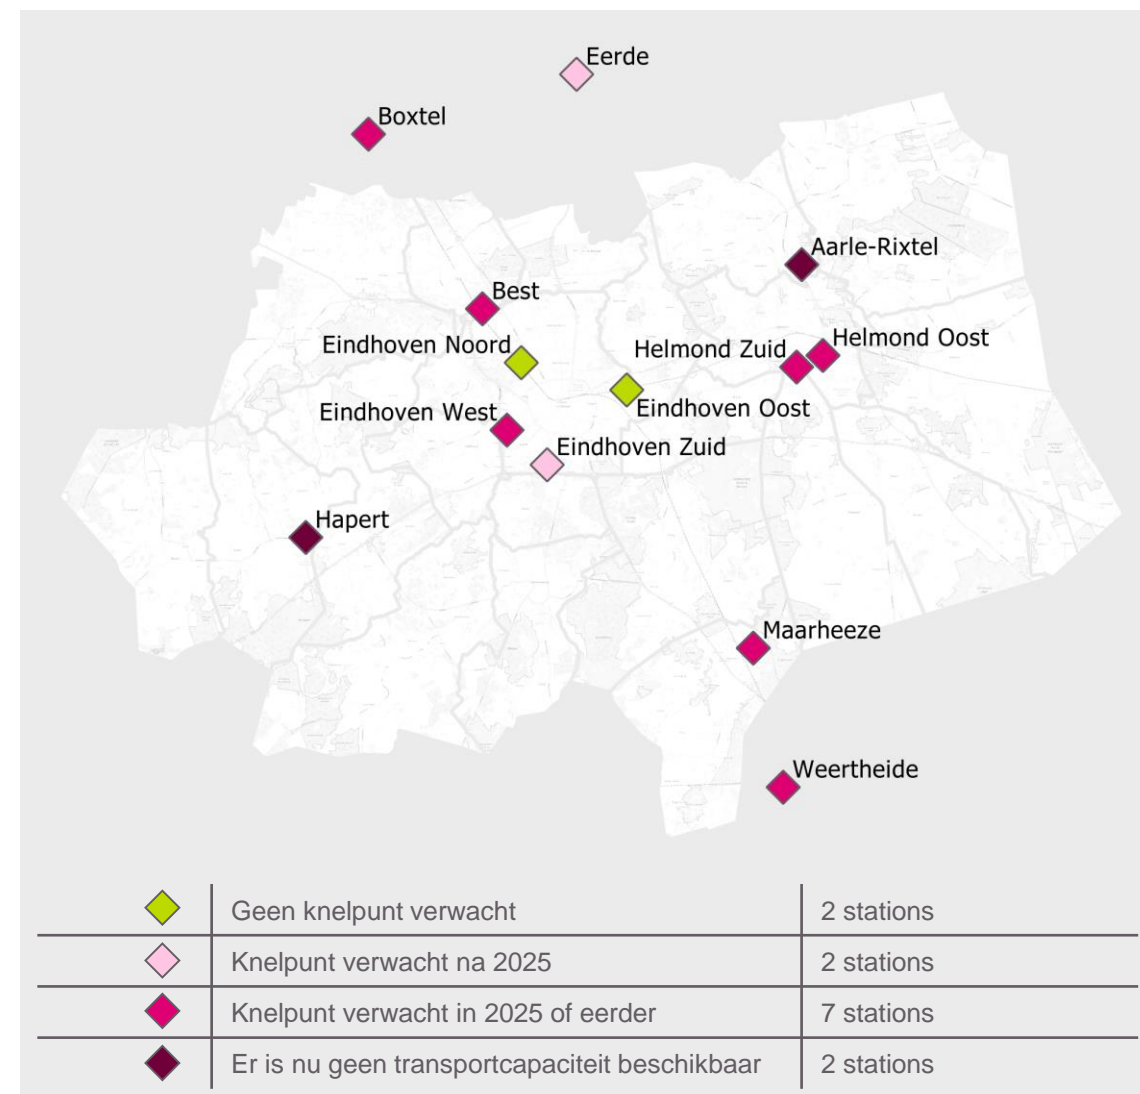 Eerde
Boxtel
Aarle-Rixtel
Best
Eindhoven Noord
Helmond Zuid
Helmond Oost
Eindhoven West
Eindhoven Oost
Eindhoven Zuid
Hapert
Maarheeze
Weertheide
Geen knelpunt verwacht 2 stations
Knelpunt verwacht na 2025 2 stations
Knelpunt verwacht in 2025 of eerder 7 stations
Er is nu geen transportcapaciteit beschikbaar 2 stations